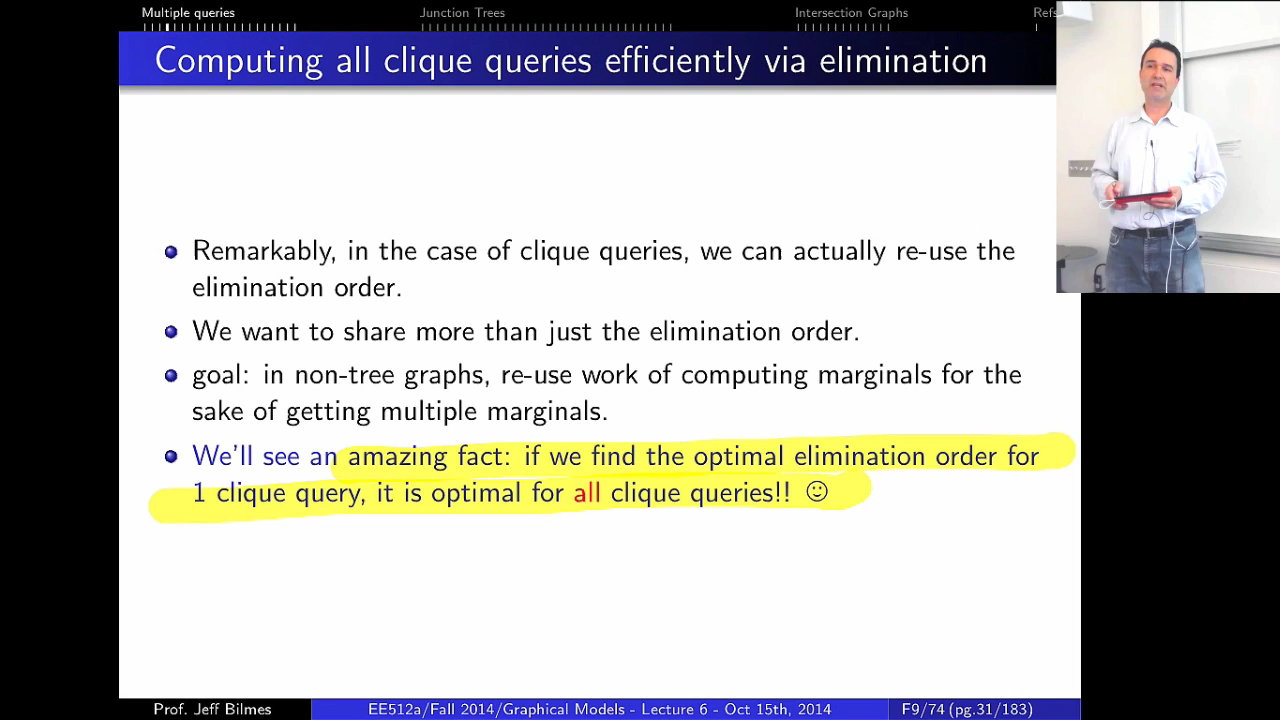 Multiple queries Junction Trees Intersection Graphs Refs
Computing all clique queries efficiently via elimination
Remarkably, in the case of clique queries, we can actually re-use the
elimination order.
We want to share more than just the elimination order.
goal: in non-tree graphs, re-use work of computing marginals for the
sake of getting multiple marginals.
We'll see an amazing fact: if we find the optimal elimination order for
1 clique query, it is optimal for all clique queries!! ☺
Prof. Jeff Bilmes EE512a/Fall 2014/Graphical Models - Lecture 6 - Oct 15th, 2014 F9/74 (pg.31/183)